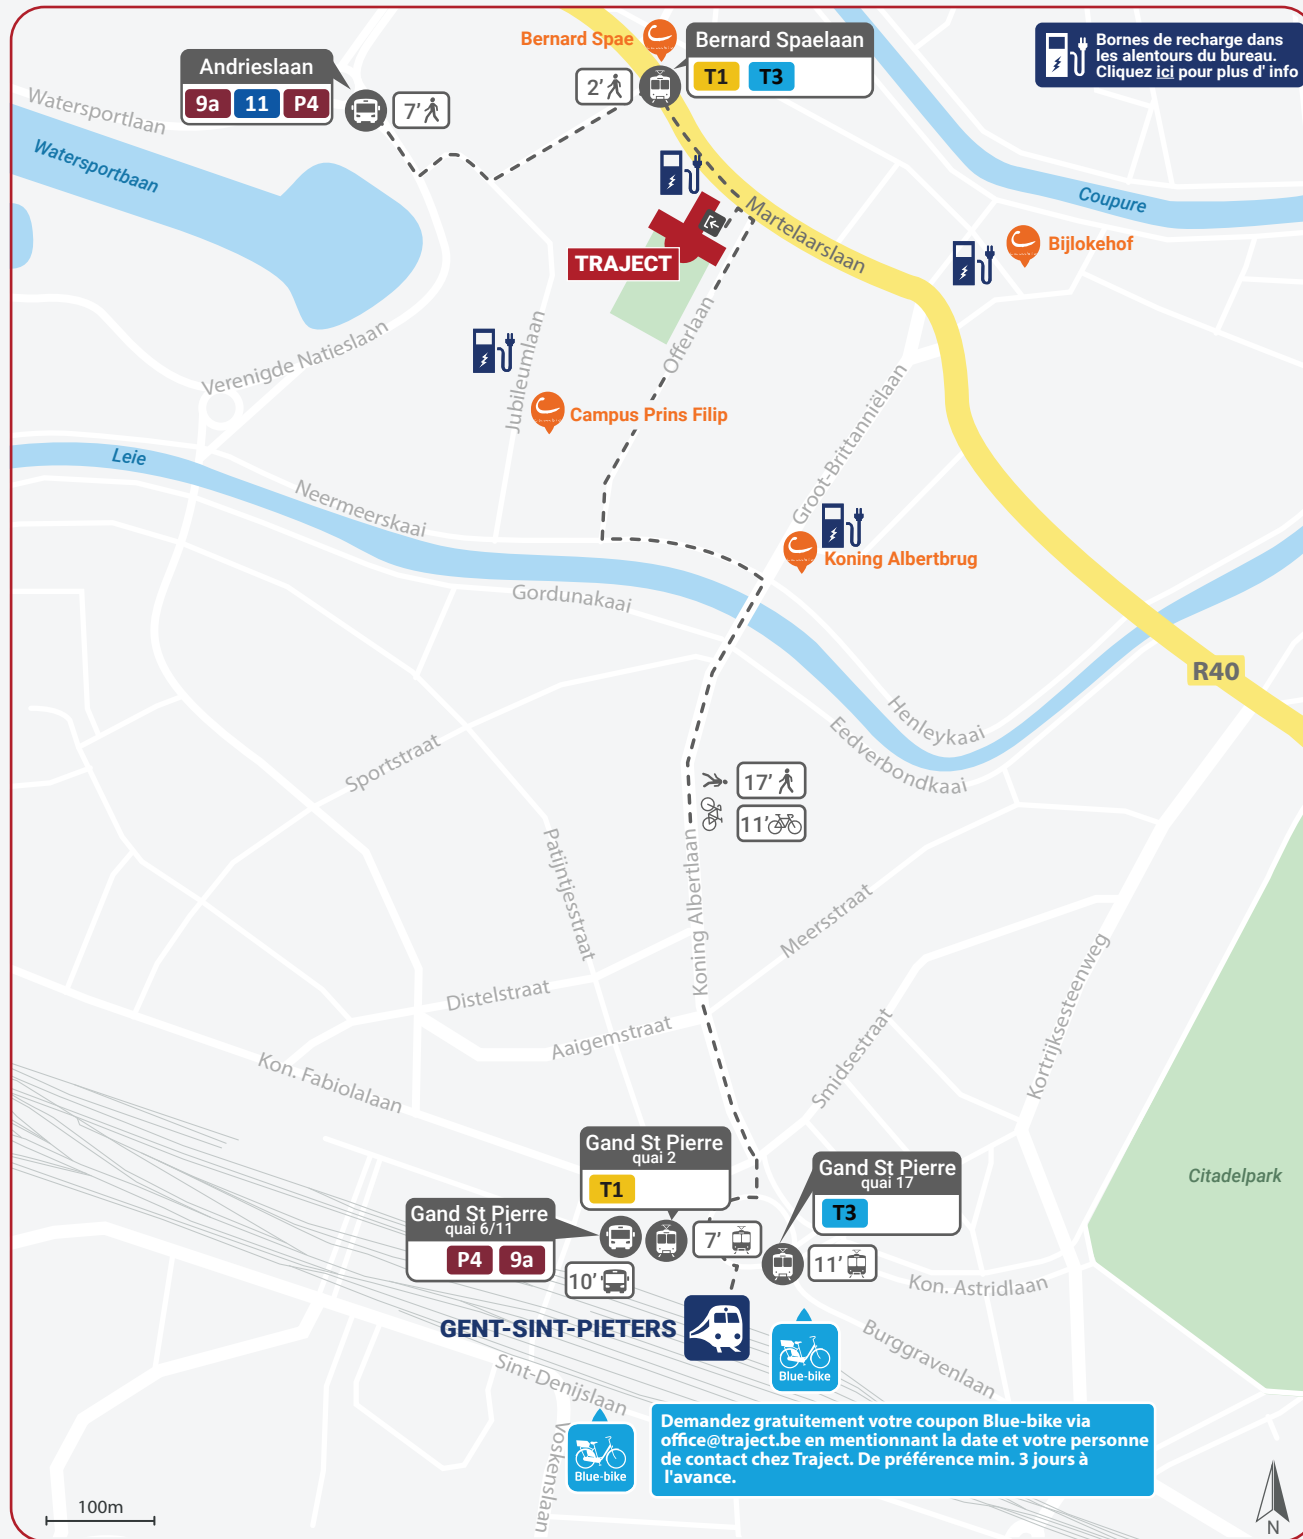 Bernard Spae
Bernard Spaelaan
T1 T3
2'
Andrieslaan
9a 11 P4
7'
Bornes de recharge dans
les alentours du bureau.
Cliquez ici pour plus d' info
Watersportlaan
Watersportbaan
Coupure
Martelaarslaan
Bijlokehof
TRAJECT
Offerlaan
Jubileumlaan
Verenigde Natieslaan
Campus Prins Filip
Groot-Brittanniëlaan
Leie
Neermeerskaai
Koning Albertbrug
Gordunakaai
R40
Henleykaai
Eedverbondkaai
Sportstraat
17'
11'
Patijntjesstraat
Koning Albertlaan
Meersstraat
Distelstraat
Aaigemstraat
Smidsestraat
Kortrijksesteenweg
Kon. Fabiolalaan
Gand St Pierre
quai 2
T1
Gand St Pierre
quai 17
T3
Citadelpark
Gand St Pierre
quai 6/11
P4 9a
7'
11'
10'
Kon. Astridlaan
GENT-SINT-PIETERS
Burggravenlaan
Blue-bike
Sint-Denijslaan
Voskenslaan
Blue-bike
Demandez gratuitement votre coupon Blue-bike via
office@traject.be en mentionnant la date et votre personne
de contact chez Traject. De préférence min. 3 jours à
l'avance.
100m
N